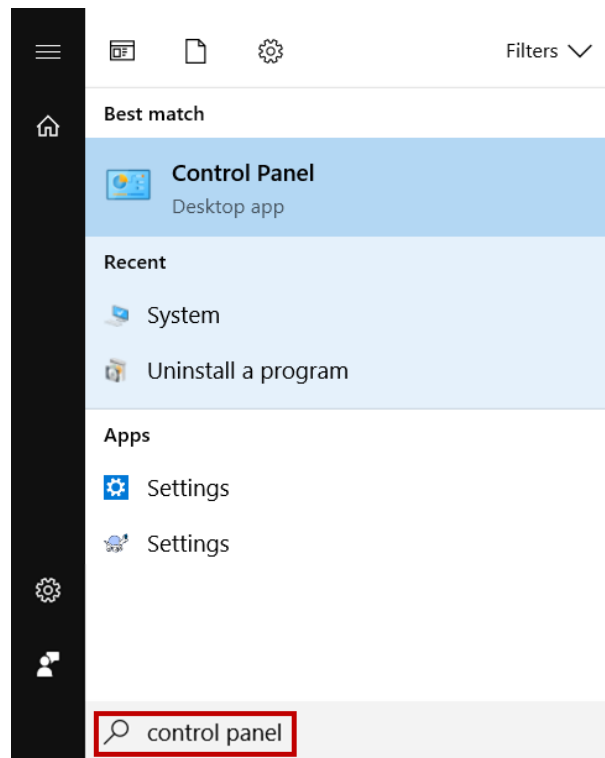 Filters
Best match
Control Panel
Desktop app
Recent
System
Uninstall a program
Apps
Settings
Settings
control panel